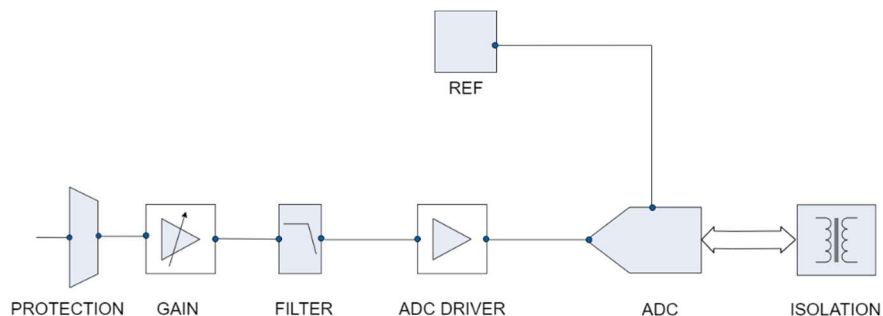 REF
PROTECTION GAIN FILTER ADC DRIVER ADC ISOLATION